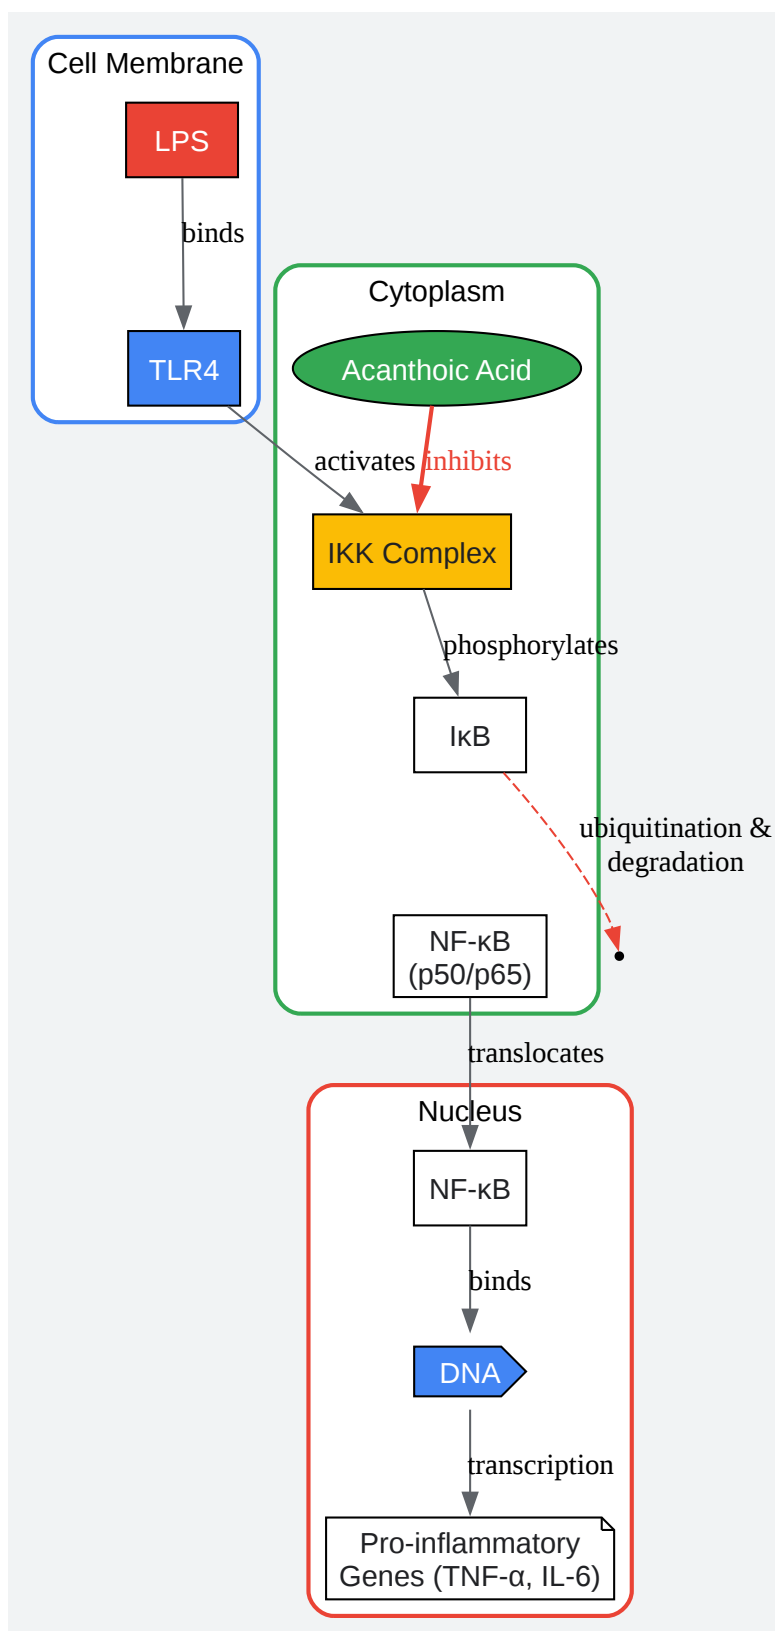 Cell Membrane
LPS
binds
TLR4
Cytoplasm
Acanthoic Acid
activates
inhibits
IKK Complex
phosphorylates
IκB
ubiquitination &
degradation
NF-κB
(p50/p65)
translocates
Nucleus
NF-κB
binds
DNA
transcription
Pro-inflammatory
Genes (TNF-α, IL-6)